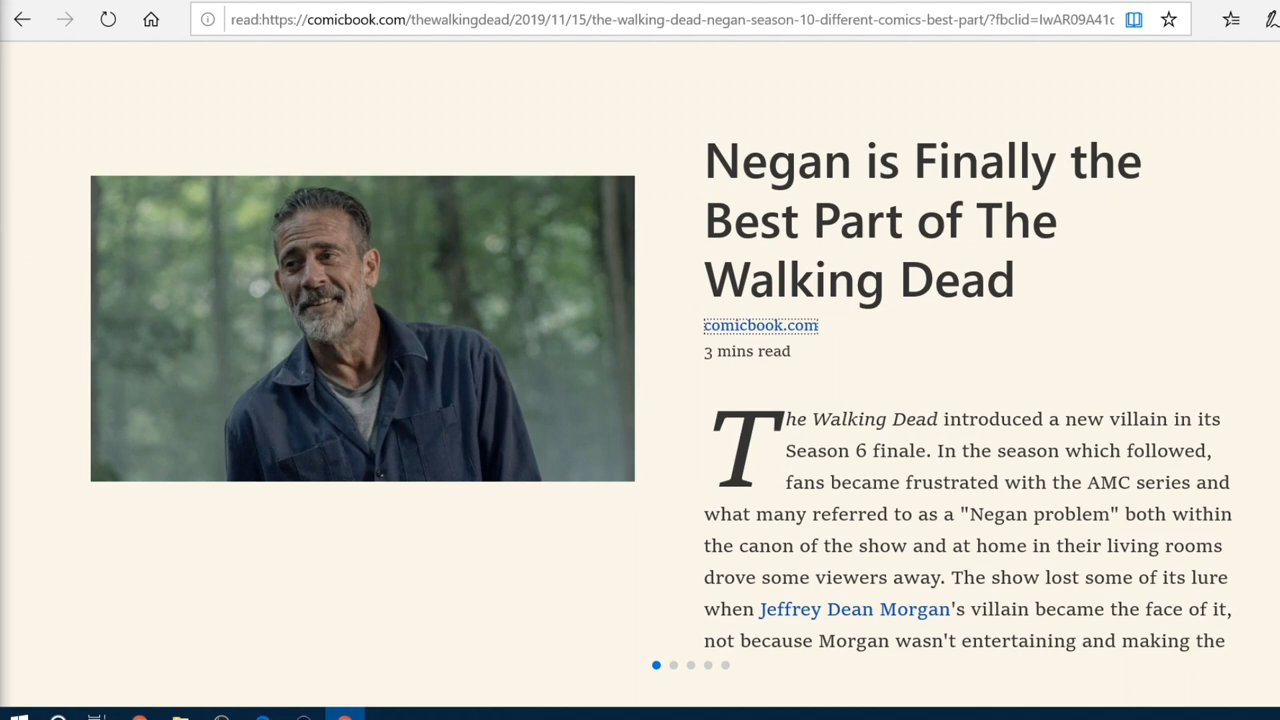 read:https://comicbook.com/thewalkingdead/2019/11/15/the-walking-dead-negan-season-10-different-comics-best-part/?fbclid=IwAR09A41c
Negan is Finally the
Best Part of The
Walking Dead
comicbook.com
3 mins read
The Walking Dead introduced a new villain in its
Season 6 finale. In the season which followed,
fans became frustrated with the AMC series and
what many referred to as a "Negan problem" both within
the canon of the show and at home in their living rooms
drove some viewers away. The show lost some of its lure
when Jeffrey Dean Morgan's villain became the face of it,
not because Morgan wasn't entertaining and making the